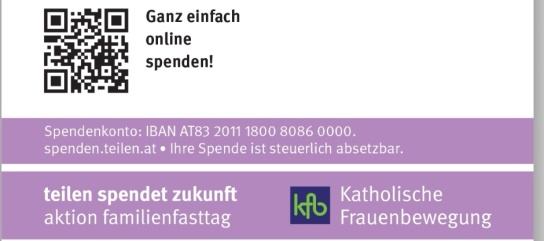 Ganz einfach
online
spenden!
Spendenkonto: IBAN AT83 2011 1800 8086 0000.
spenden.teilen.at • Ihre Spende ist steuerlich absetzbar.
teilen spendet zukunft
aktion familienfasttag
kfb
Katholische
Frauenbewegung